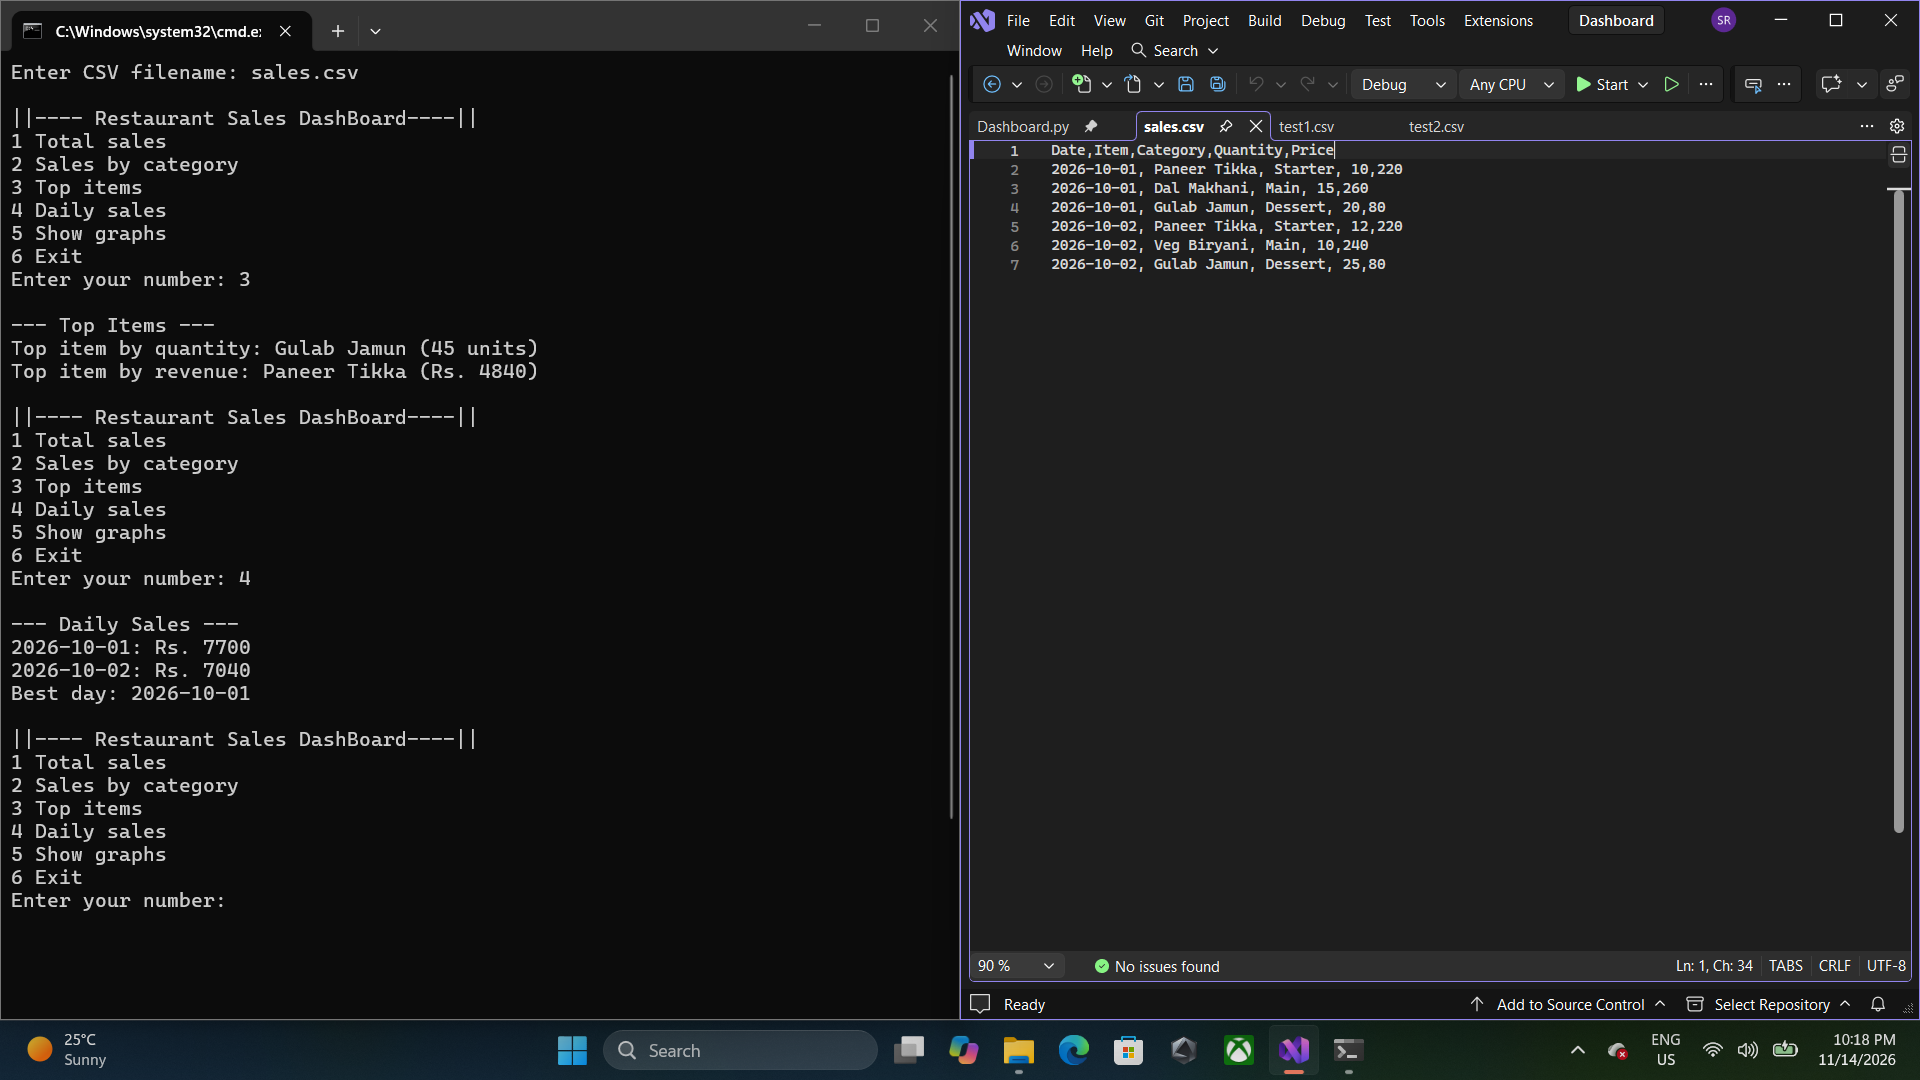 C:\Windows\system32\cmd.e:
Enter CSV filename: sales.csv
||---- Restaurant Sales DashBoard----||
1 Total sales
2 Sales by category
3 Top items
4 Daily sales
5 Show graphs
6 Exit
Enter your number: 3
--- Top Items ---
Top item by quantity: Gulab Jamun (45 units)
Top item by revenue: Paneer Tikka (Rs. 4840)
||---- Restaurant Sales DashBoard----||
1 Total sales
2 Sales by category
3 Top items
4 Daily sales
5 Show graphs
6 Exit
Enter your number: 4
--- Daily Sales ---
2026-10-01: Rs. 7700
2026-10-02: Rs. 7040
Best day: 2026-10-01
||---- Restaurant Sales DashBoard----||
1 Total sales
2 Sales by category
3 Top items
4 Daily sales
5 Show graphs
6 Exit
Enter your number:
File Edit View Git Project Build Debug Test Tools Extensions Dashboard SR
Window Help Search
Debug Any CPU Start
Dashboard.py sales.csv test1.csv test2.csv
1 Date,Item,Category,Quantity,Price
2 2026-10-01, Paneer Tikka, Starter, 10,220
3 2026-10-01, Dal Makhani, Main, 15,260
4 2026-10-01, Gulab Jamun, Dessert, 20,80
5 2026-10-02, Paneer Tikka, Starter, 12,220
6 2026-10-02, Veg Biryani, Main, 10,240
7 2026-10-02, Gulab Jamun, Dessert, 25,80
90 % No issues found Ln: 1, Ch: 34 TABS CRLF UTF-8
Ready Add to Source Control Select Repository
25°C
Sunny
Search
ENG
US
10:18 PM
11/14/2026